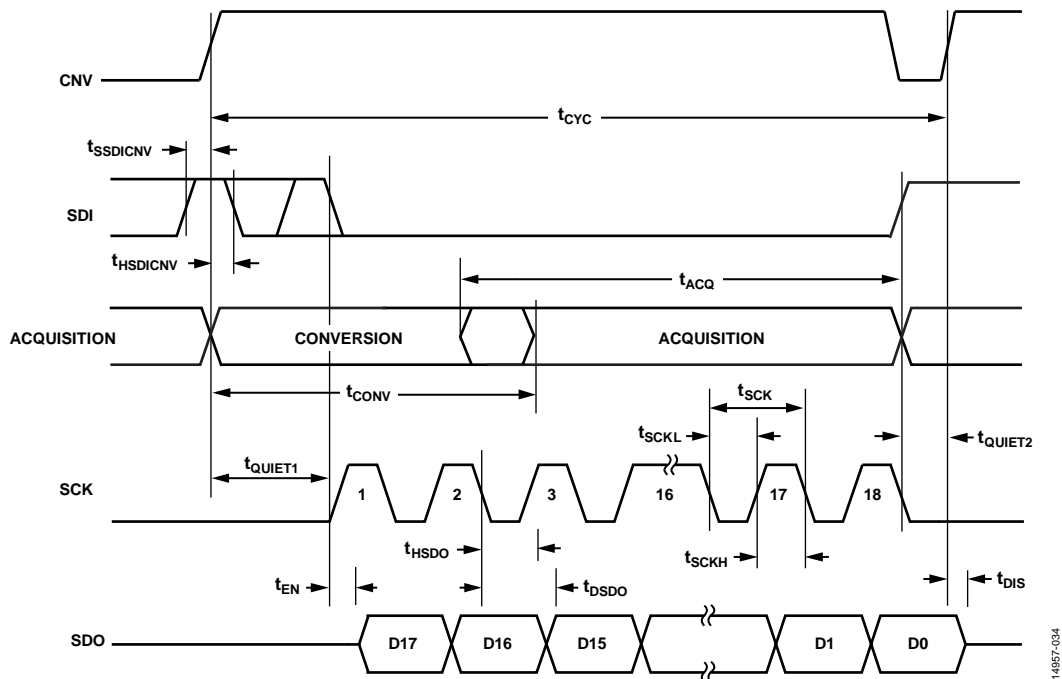 CNV
tCYC
tSSDICNV
SDI
tHSDICNV
tACQ
ACQUISITION
CONVERSION
ACQUISITION
tCONV
tSCK
tSCKL
tQUIET2
tQUIET1
SCK
1
2
3
16
17
18
tHSDO
tSCKH
tEN
tDSDO
tDIS
SDO
D17
D16
D15
D1
D0
14957-034